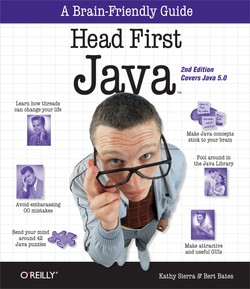 A Brain-Friendly Guide
Head First
Java™
2nd Edition
Covers Java 5.0
Learn how threads
can change your life
Make Java concepts
stick to your brain
Fool around in
the Java Library
Avoid embarassing
OO mistakes
Bend your mind
around 42
Java puzzles
Make attractive
and useful GUIs
O'REILLY®
Kathy Sierra & Bert Bates